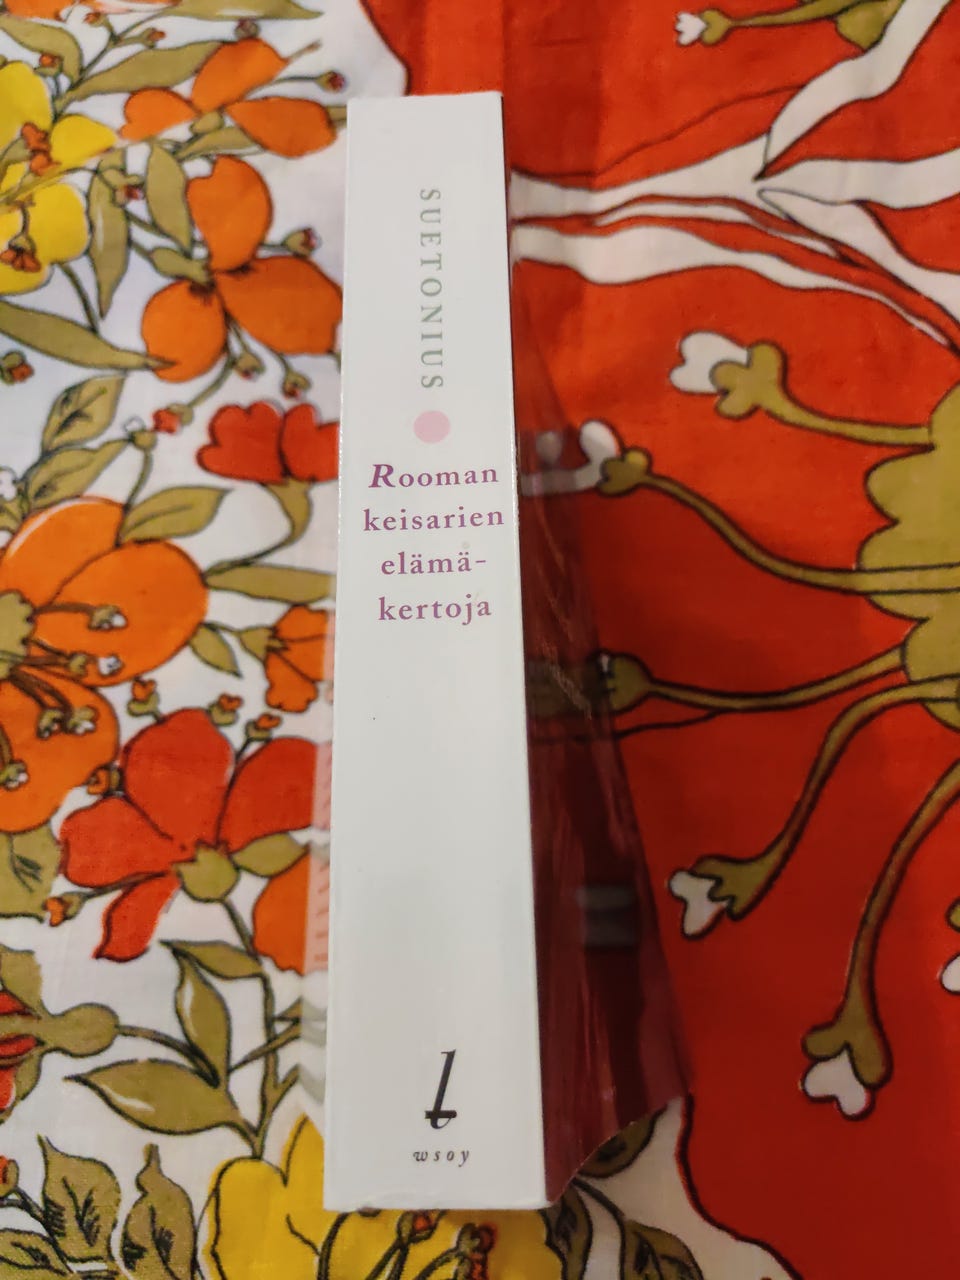 SUETONIUS
Rooman
keisarien
elämä-
kertoja
wsoy